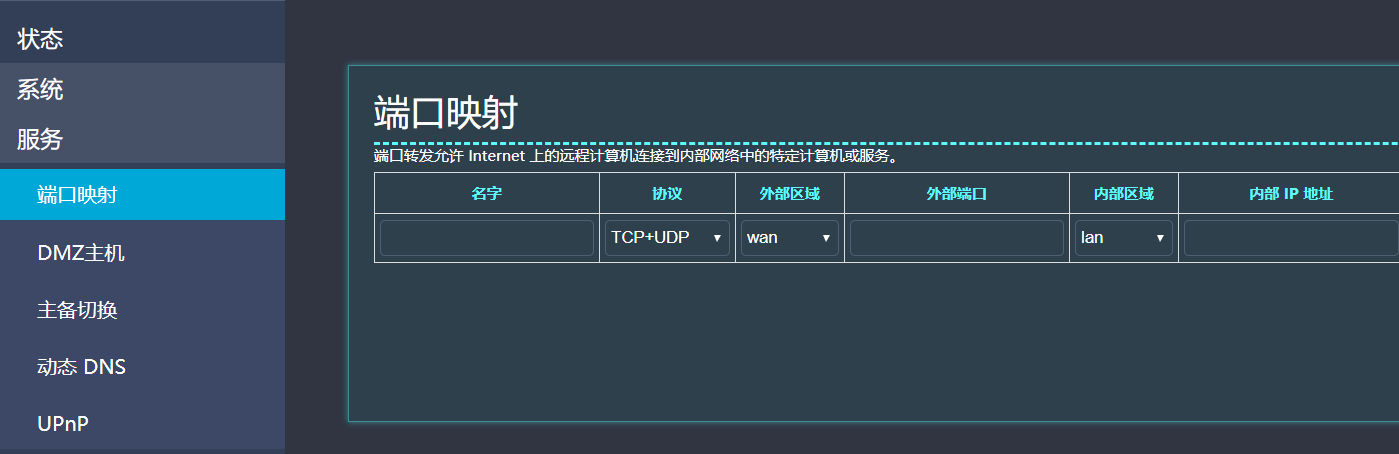 状态
系统
服务
端口映射
DMZ主机
主备切换
动态 DNS
UPnP
端口映射
端口转发允许 Internet 上的远程计算机连接到内部网络中的特定计算机或服务。
名字 协议 外部区域 外部端口 内部区域 内部 IP 地址
TCP+UDP wan lan